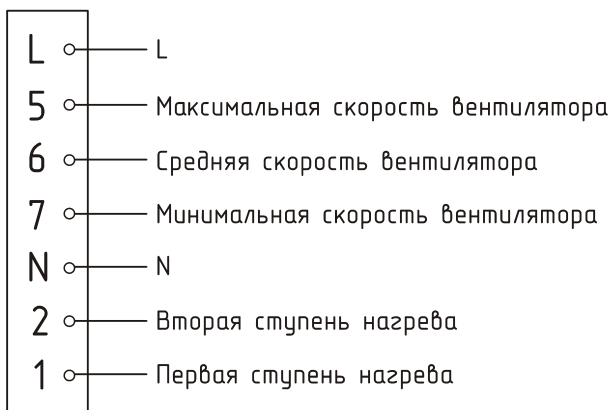 L L
5 Максимальная скорость вентилятора
6 Средняя скорость вентилятора
7 Минимальная скорость вентилятора
N N
2 Вторая ступень нагрева
1 Первая ступень нагрева